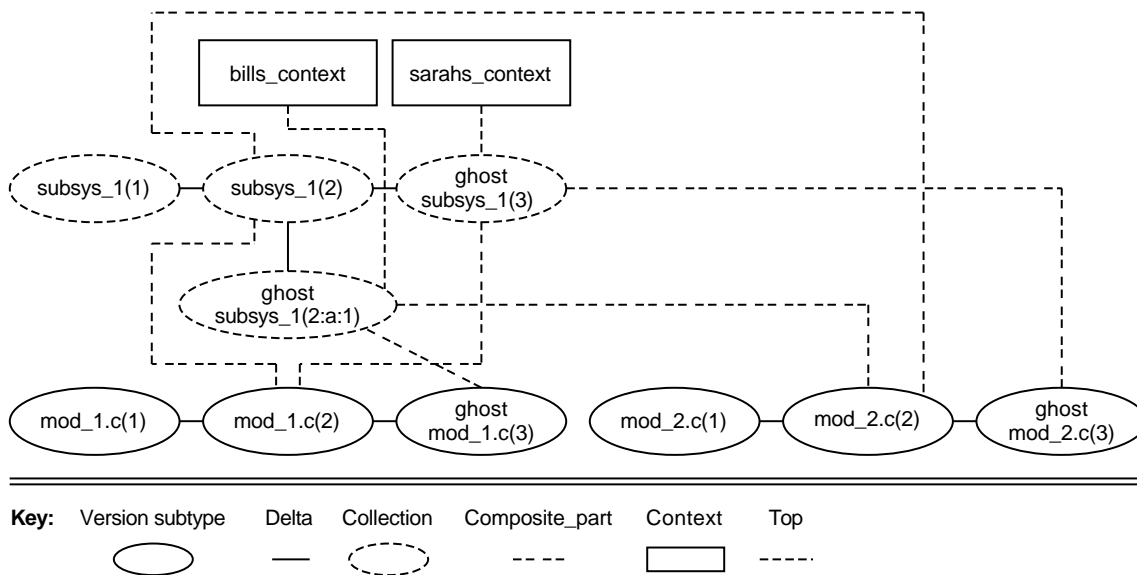 bills_context
sarahs_context
subsys_1(1)
subsys_1(2)
ghost
subsys_1(3)
ghost
subsys_1(2:a:1)
mod_1.c(1)
mod_1.c(2)
ghost
mod_1.c(3)
mod_2.c(1)
mod_2.c(2)
ghost
mod_2.c(3)
Key: Version subtype Delta Collection Composite_part Context Top